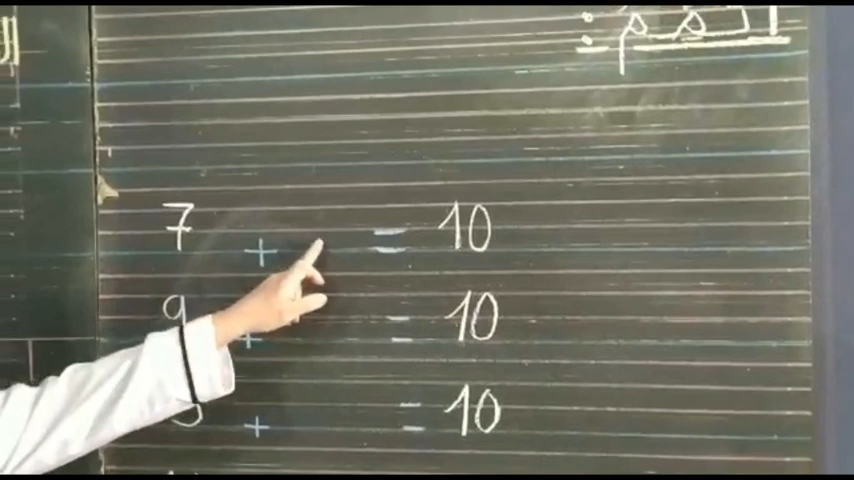 7 + = 10
9 + = 10
+ = 10